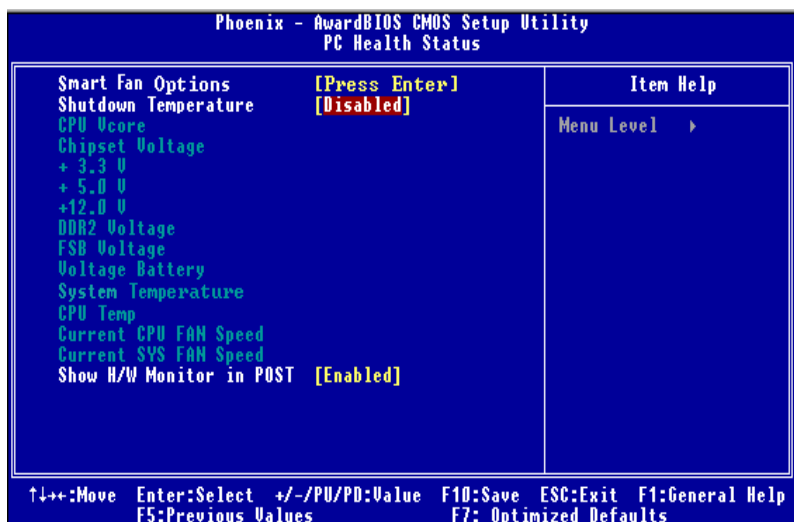 Phoenix - AwardBIOS CMOS Setup Utility
PC Health Status
Smart Fan Options [Press Enter]
Shutdown Temperature [Disabled]
CPU Vcore
Chipset Voltage
+ 3.3 V
+ 5.0 V
+12.0 V
DDR2 Voltage
FSB Voltage
Voltage Battery
System Temperature
CPU Temp
Current CPU FAN Speed
Current SYS FAN Speed
Show H/W Monitor in POST [Enabled]
Item Help
Menu Level ►
↑↓→←:Move Enter:Select +/-/PU/PD:Value F10:Save ESC:Exit F1:General Help
F5:Previous Values F7: Optimized Defaults